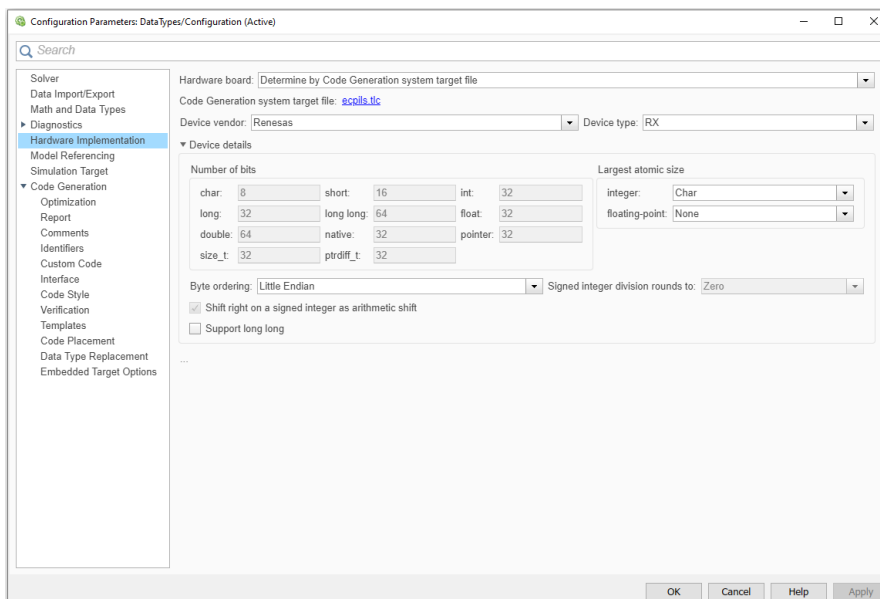 Configuration Parameters: DataTypes/Configuration (Active)
Search
Solver
Data Import/Export
Math and Data Types
Diagnostics
Hardware Implementation
Model Referencing
Simulation Target
Code Generation
Optimization
Report
Comments
Identifiers
Custom Code
Interface
Code Style
Verification
Templates
Code Placement
Data Type Replacement
Embedded Target Options
Hardware board: Determine by Code Generation system target file
Code Generation system target file: ecpils.tlc
Device vendor: Renesas Device type: RX
Device details
Number of bits Largest atomic size
char: 8 short: 16 int: 32 integer: Char
long: 32 long long: 64 float: 32 floating-point: None
double: 64 native: 32 pointer: 32
size_t: 32 ptrdiff_t: 32
Byte ordering: Little Endian Signed integer division rounds to: Zero
Shift right on a signed integer as arithmetic shift
Support long long
...
OK Cancel Help Apply